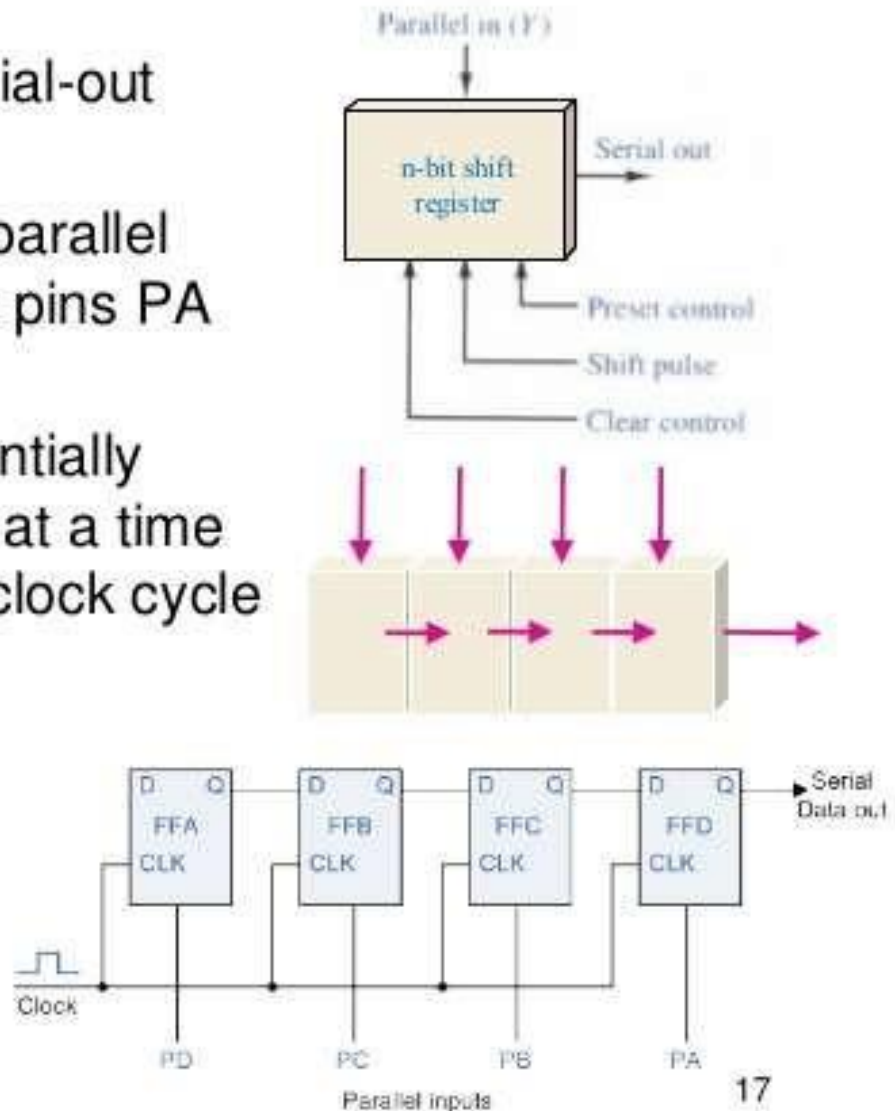 ial-out
parallel
pins PA
ntially
at a time
clock cycle
Parallel in (Y)
n-bit shift
register
Serial out
Preset control
Shift pulse
Clear control
D Q D Q D Q D Q
FFA FFB FFC FFD
CLK CLK CLK CLK
Serial
Data out
Clock
PD PC PB PA
Parallel inputs
17